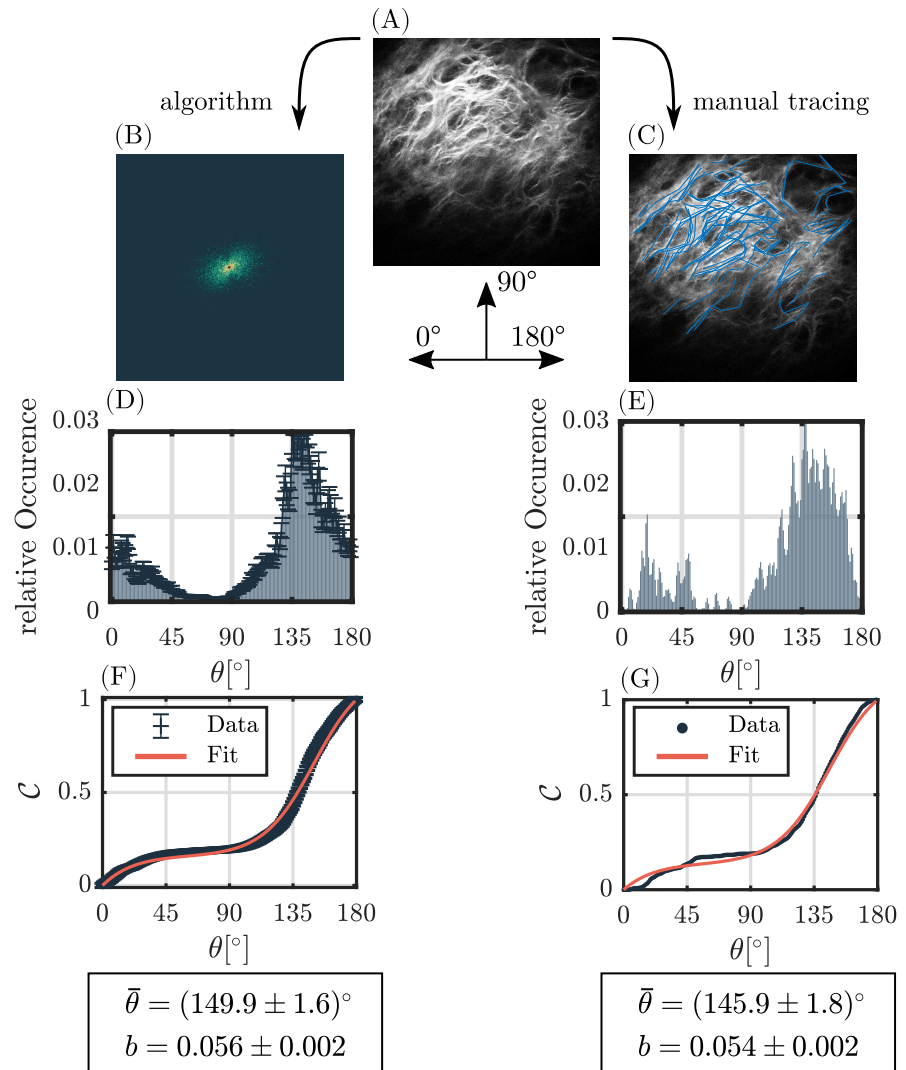 (A)
algorithm
manual tracing
(B)
(C)
90°
0°
180°
(D)
0.03
0.02
0.01
0
relative Occurence
0
45
90
135
180
θ[°]
(E)
0.03
0.02
0.01
0
relative Occurence
0
45
90
135
180
θ[°]
(F)
1
0.5
0
C
Data
Fit
0
45
90
135
180
θ[°]
(G)
1
0.5
0
C
Data
Fit
0
45
90
135
180
θ[°]
θ̄ = (149.9 ± 1.6)°
b = 0.056 ± 0.002
θ̄ = (145.9 ± 1.8)°
b = 0.054 ± 0.002